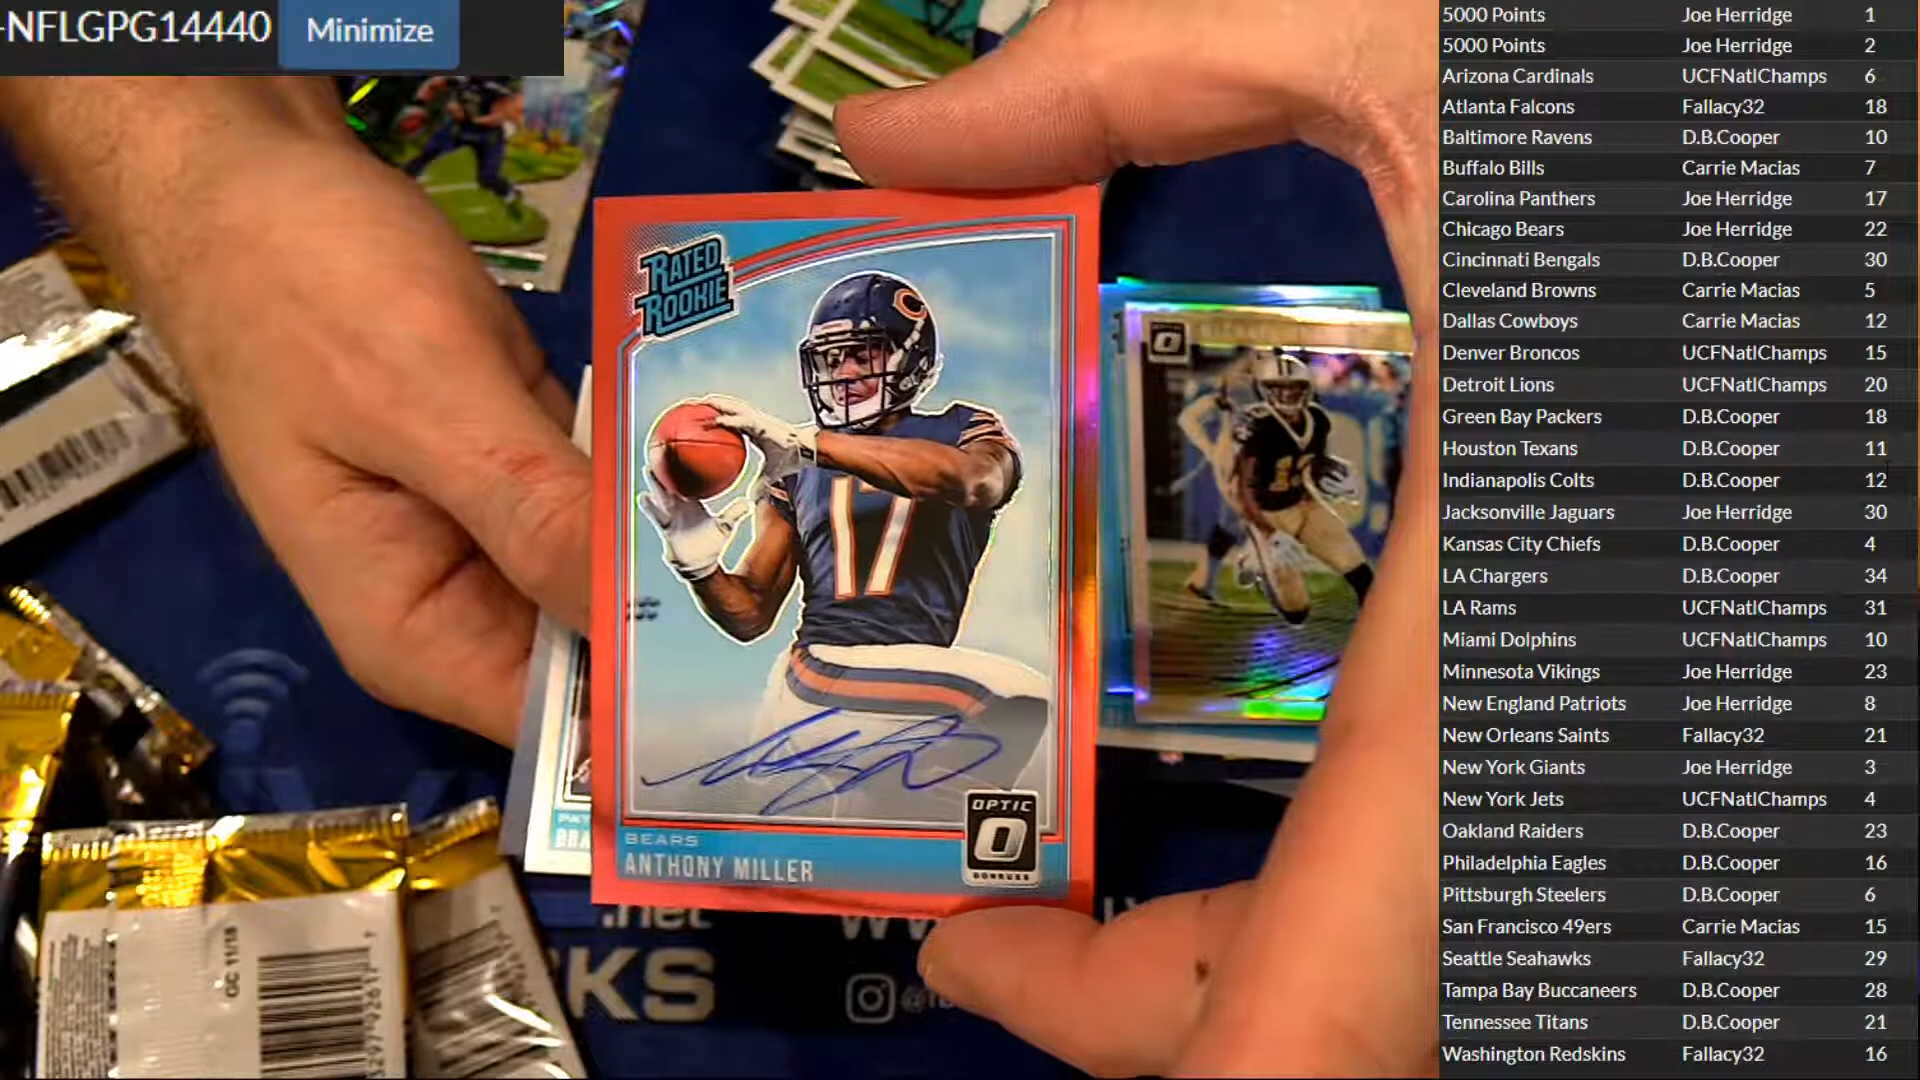 -NFLGPG14440 Minimize
RATED
ROOKIE
17
BEARS
ANTHONY MILLER
OPTIC
O
DONRUSS
BRA
.net
KS
GC 11/18
5000 Points Joe Herridge 1
5000 Points Joe Herridge 2
Arizona Cardinals UCFNatlChamps 6
Atlanta Falcons Fallacy32 18
Baltimore Ravens D.B.Cooper 10
Buffalo Bills Carrie Macias 7
Carolina Panthers Joe Herridge 17
Chicago Bears Joe Herridge 22
Cincinnati Bengals D.B.Cooper 30
Cleveland Browns Carrie Macias 5
Dallas Cowboys Carrie Macias 12
Denver Broncos UCFNatlChamps 15
Detroit Lions UCFNatlChamps 20
Green Bay Packers D.B.Cooper 18
Houston Texans D.B.Cooper 11
Indianapolis Colts D.B.Cooper 12
Jacksonville Jaguars Joe Herridge 30
Kansas City Chiefs D.B.Cooper 4
LA Chargers D.B.Cooper 34
LA Rams UCFNatlChamps 31
Miami Dolphins UCFNatlChamps 10
Minnesota Vikings Joe Herridge 23
New England Patriots Joe Herridge 8
New Orleans Saints Fallacy32 21
New York Giants Joe Herridge 3
New York Jets UCFNatlChamps 4
Oakland Raiders D.B.Cooper 23
Philadelphia Eagles D.B.Cooper 16
Pittsburgh Steelers D.B.Cooper 6
San Francisco 49ers Carrie Macias 15
Seattle Seahawks Fallacy32 29
Tampa Bay Buccaneers D.B.Cooper 28
Tennessee Titans D.B.Cooper 21
Washington Redskins Fallacy32 16